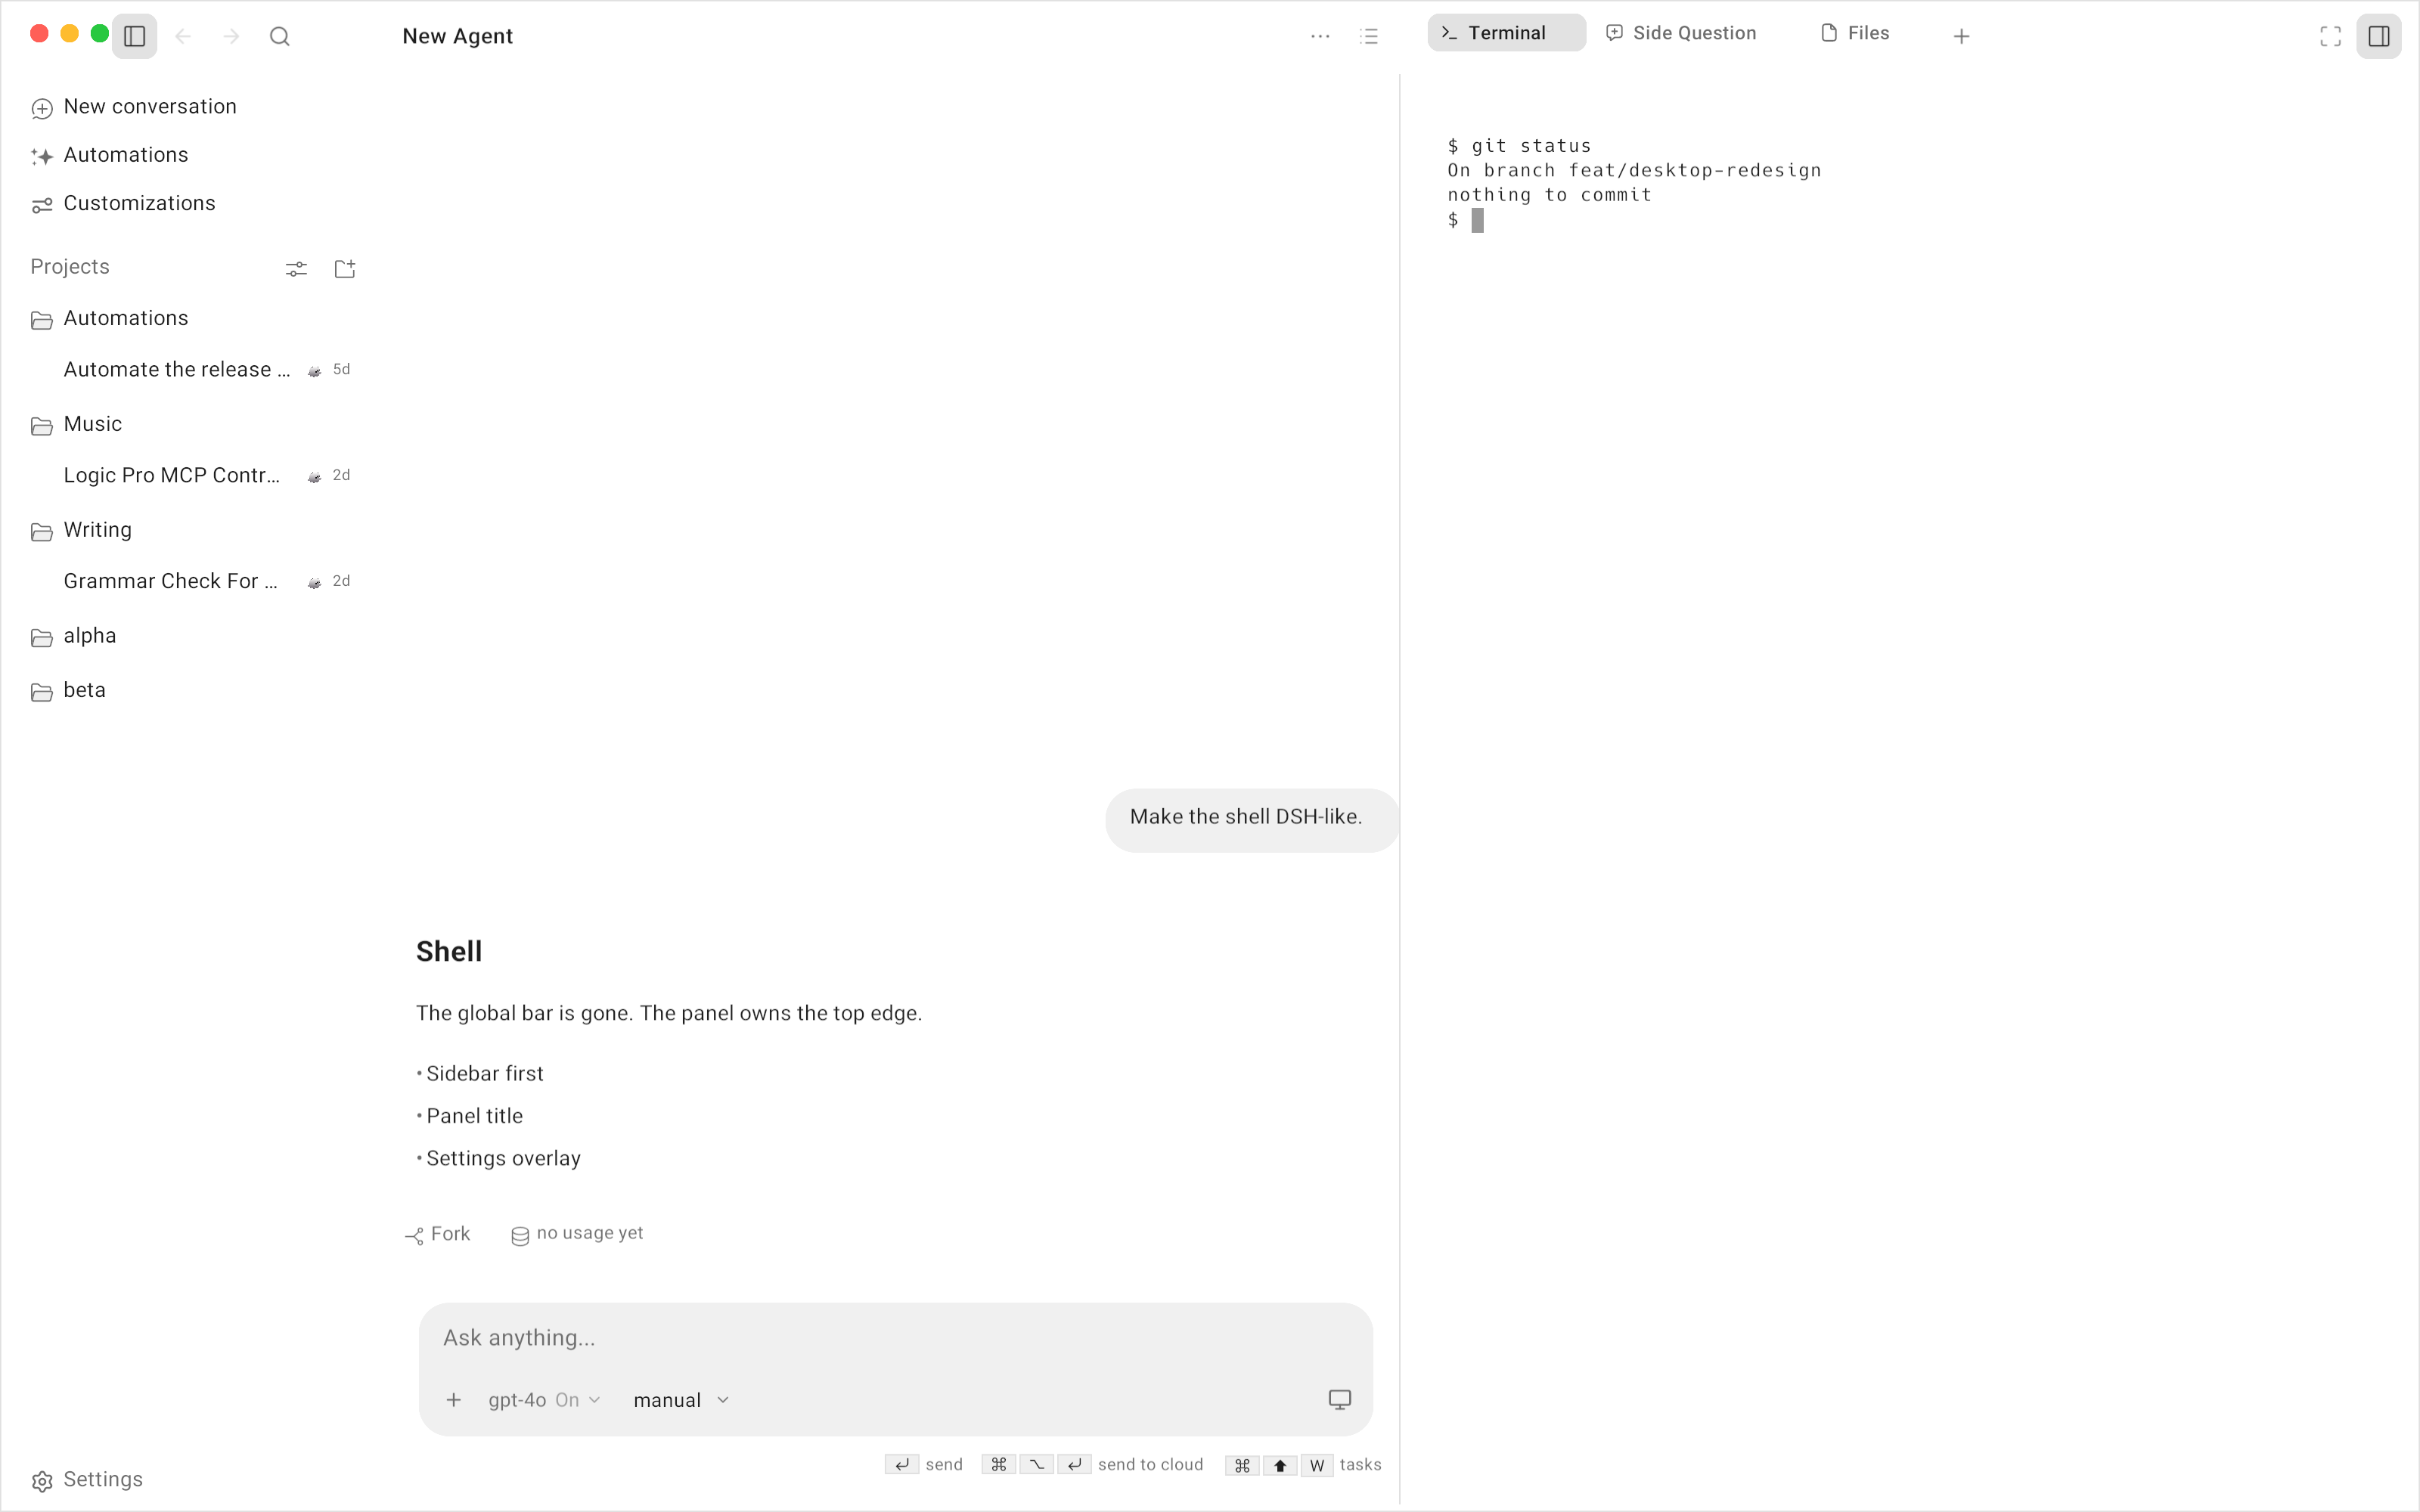 New Agent
Terminal
Side Question
Files
New conversation
Automations
Customizations
Projects
Automations
Automate the release ... 5d
Music
Logic Pro MCP Contr... 2d
Writing
Grammar Check For ... 2d
alpha
beta
Settings
Make the shell DSH-like.
Shell
The global bar is gone. The panel owns the top edge.
• Sidebar first
• Panel title
• Settings overlay
Fork no usage yet
Ask anything...
gpt-4o On manual
send ⌘ ⌥ send to cloud ⌘ W tasks
$ git status
On branch feat/desktop-redesign
nothing to commit
$